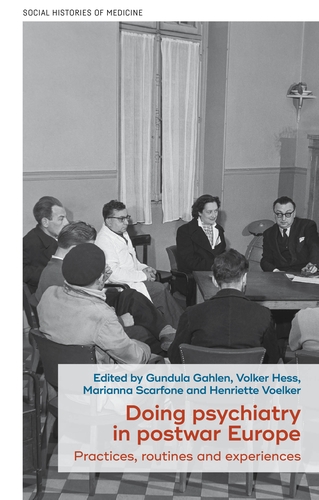 SOCIAL HISTORIES OF MEDICINE
Edited by Gundula Gahlen, Volker Hess,
Marianna Scarfone and Henriette Voelker
Doing psychiatry
in postwar Europe
Practices, routines and experiences